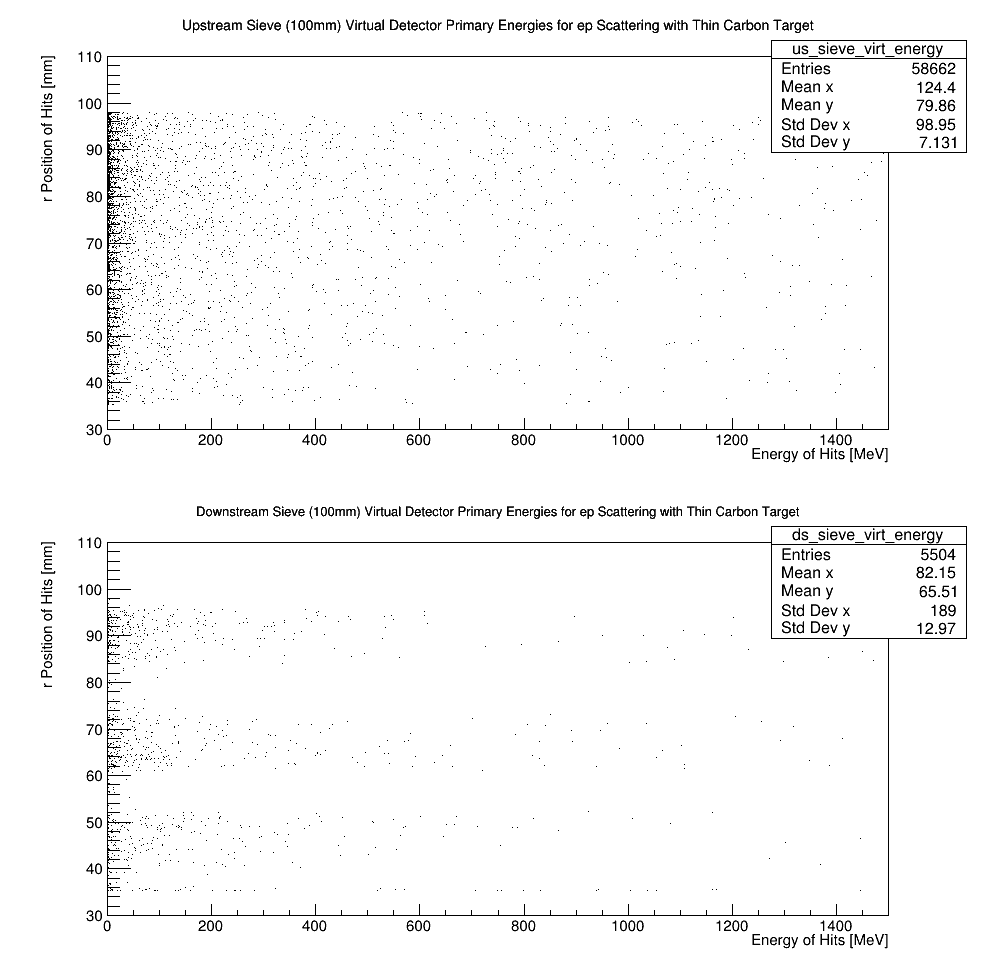 Upstream Sieve (100mm) Virtual Detector Primary Energies for ep Scattering with Thin Carbon Target
us_sieve_virt_energy
Entries 58662
Mean x 124.4
Mean y 79.86
Std Dev x 98.95
Std Dev y 7.131
r Position of Hits [mm]
110
100
90
80
70
60
50
40
30
0 200 400 600 800 1000 1200 1400
Energy of Hits [MeV]
Downstream Sieve (100mm) Virtual Detector Primary Energies for ep Scattering with Thin Carbon Target
ds_sieve_virt_energy
Entries 5504
Mean x 82.15
Mean y 65.51
Std Dev x 189
Std Dev y 12.97
r Position of Hits [mm]
110
100
90
80
70
60
50
40
30
0 200 400 600 800 1000 1200 1400
Energy of Hits [MeV]